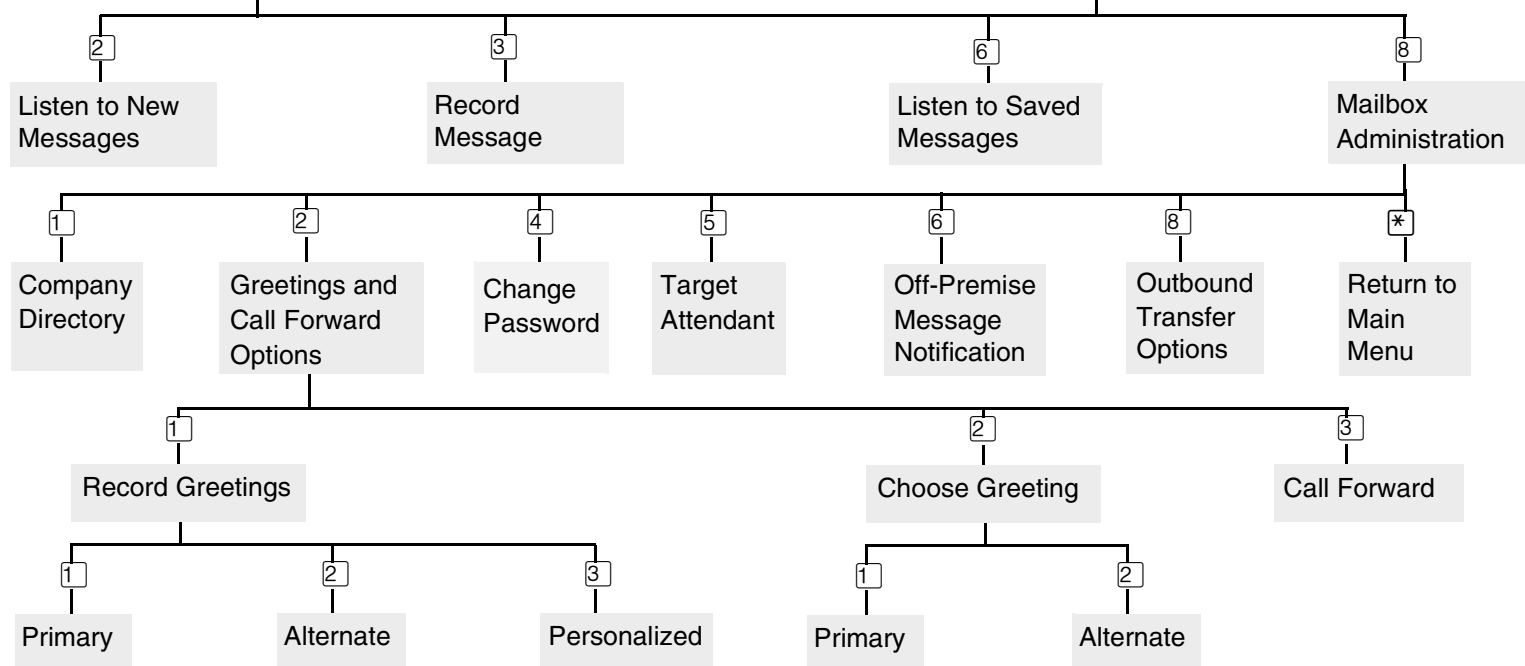 2 3 6 8
Listen to New
Messages
Record
Message
Listen to Saved
Messages
Mailbox
Administration
1 2 4 5 6 8 *
Company
Directory
Greetings and
Call Forward
Options
Change
Password
Target
Attendant
Off-Premise
Message
Notification
Outbound
Transfer
Options
Return to
Main
Menu
1 2 3
Record Greetings
Choose Greeting
Call Forward
1 2 3 1 2
Primary
Alternate
Personalized
Primary
Alternate